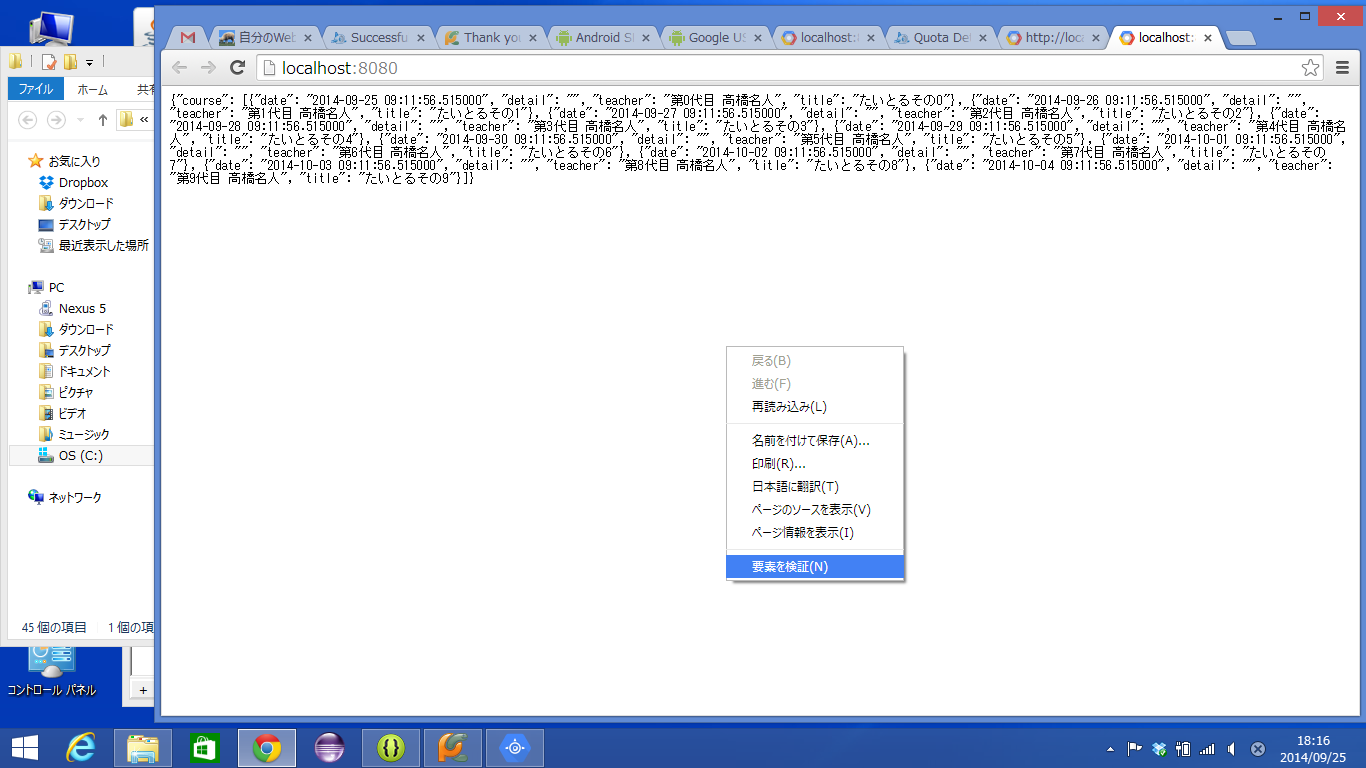 自分のWeb
Successfu
Thank you
Android S
Google US
localhost:
Quota De
http://loc
localhost:
localhost:8080
ファイル
ホーム
共有
«
{"course": [{"date": "2014-09-25 09:11:56.515000", "detail": "", "teacher": "第0代目 高橋名人", "title": "たいとるその0"}, {"date": "2014-09-26 09:11:56.515000", "detail": "",
"teacher": "第1代目 高橋名人", "title": "たいとるその1"}, {"date": "2014-09-27 09:11:56.515000", "detail": "", "teacher": "第2代目 高橋名人", "title": "たいとるその2"}, {"date":
"2014-09-28 09:11:56.515000", "detail": "", "teacher": "第3代目 高橋名人", "title": "たいとるその3"}, {"date": "2014-09-29 09:11:56.515000", "detail": "", "teacher": "第4代目 高橋名
人", "title": "たいとるその4"}, {"date": "2014-09-30 09:11:56.515000", "detail": "", "teacher": "第5代目 高橋名人", "title": "たいとるその5"}, {"date": "2014-10-01 09:11:56.515000",
"detail": "", "teacher": "第6代目 高橋名人", "title": "たいとるその6"}, {"date": "2014-10-02 09:11:56.515000", "detail": "", "teacher": "第7代目 高橋名人", "title": "たいとるその
7"}, {"date": "2014-10-03 09:11:56.515000", "detail": "", "teacher": "第8代目 高橋名人", "title": "たいとるその8"}, {"date": "2014-10-04 09:11:56.515000", "detail": "", "teacher":
"第9代目 高橋名人", "title": "たいとるその9"}]}
お気に入り
Dropbox
ダウンロード
デスクトップ
最近表示した場所
PC
Nexus 5
ダウンロード
デスクトップ
ドキュメント
ピクチャ
ビデオ
ミュージック
OS (C:)
ネットワーク
戻る(B)
進む(F)
再読み込み(L)
名前を付けて保存(A)...
印刷(R)...
日本語に翻訳(T)
ページのソースを表示(V)
ページ情報を表示(I)
要素を検証(N)
45 個の項目
1 個の項
コントロール パネル
+
18:16
2014/09/25